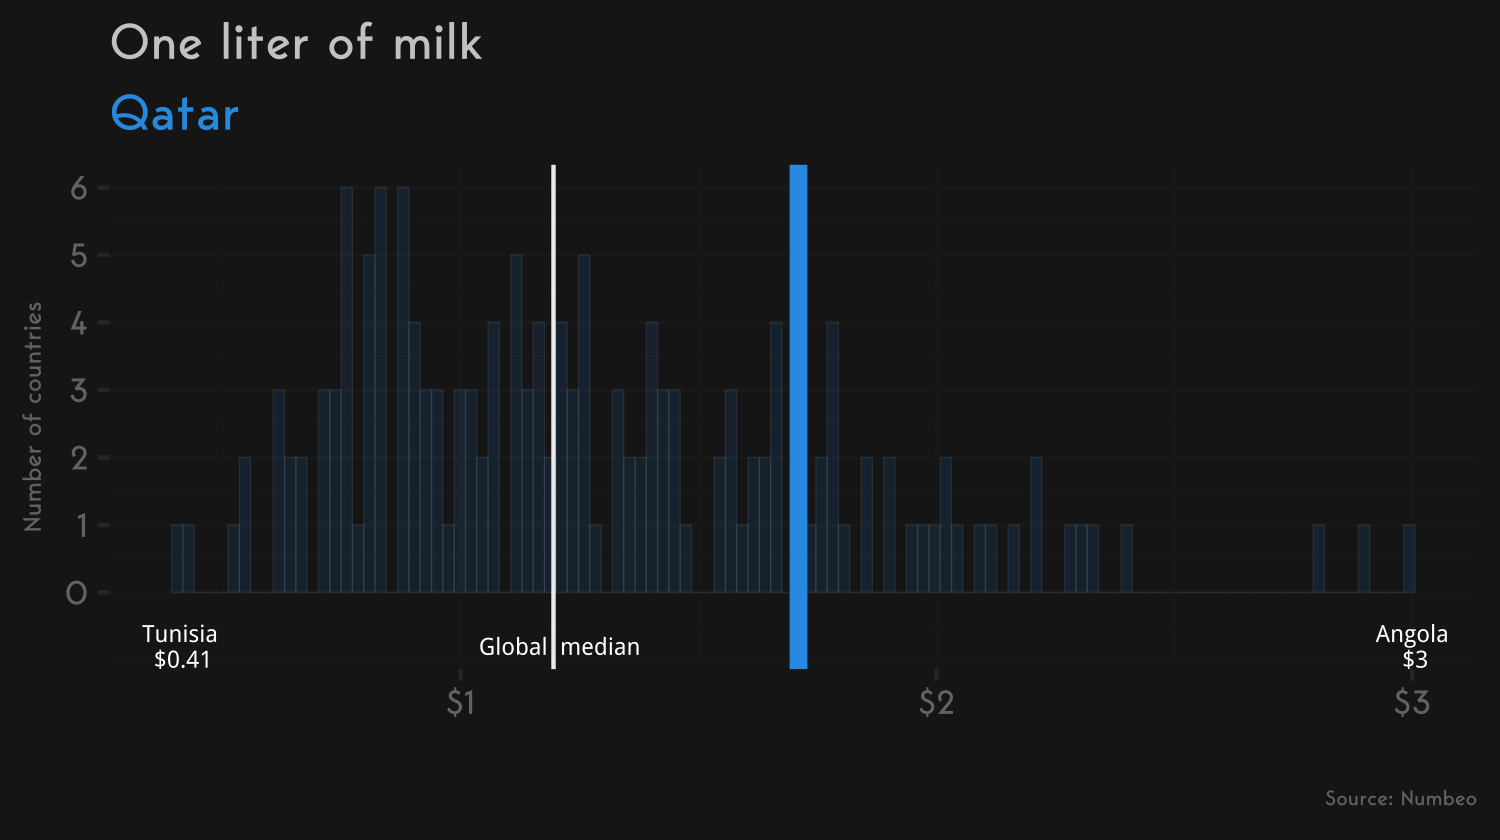 One liter of milk
Qatar
Number of countries
6
5
4
3
2
1
0
Tunisia
$0.41
Global median
Angola
$3
$1
$2
$3
Source: Numbeo